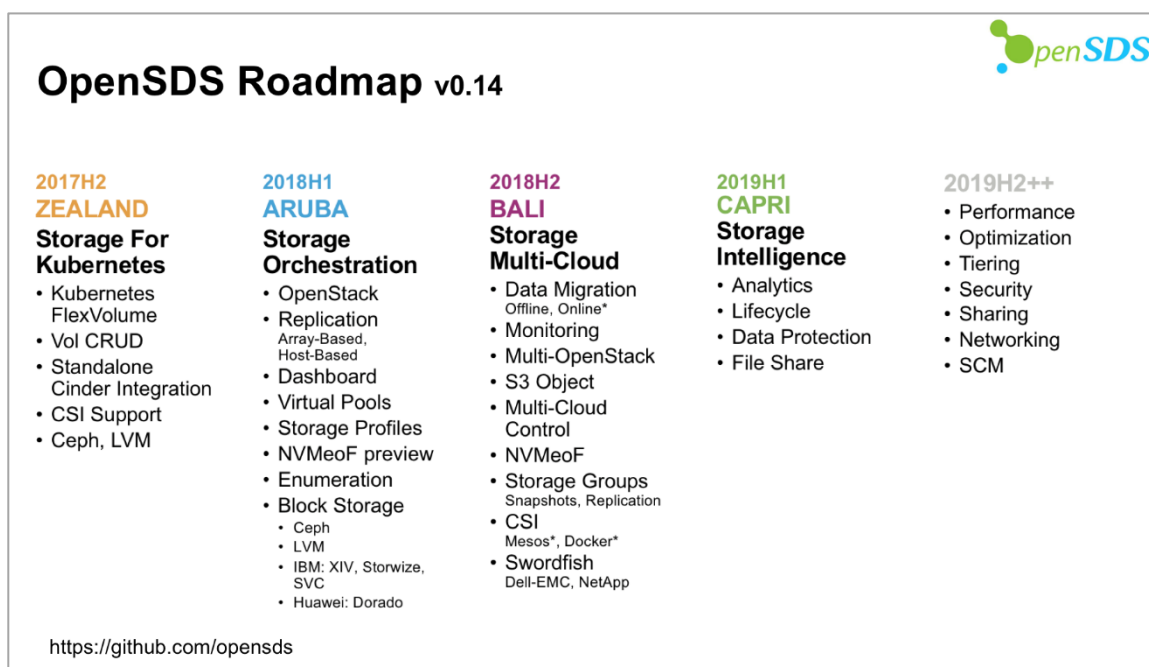 OpenSDS
OpenSDS Roadmap v0.14
2017H2
ZEALAND
Storage For
Kubernetes
• Kubernetes
FlexVolume
• Vol CRUD
• Standalone
Cinder Integration
• CSI Support
• Ceph, LVM
2018H1
ARUBA
Storage
Orchestration
• OpenStack
• Replication
Array-Based,
Host-Based
• Dashboard
• Virtual Pools
• Storage Profiles
• NVMeoF preview
• Enumeration
• Block Storage
• Ceph
• LVM
• IBM: XIV, Storwize,
SVC
• Huawei: Dorado
2018H2
BALI
Storage
Multi-Cloud
• Data Migration
Offline, Online*
• Monitoring
• Multi-OpenStack
• S3 Object
• Multi-Cloud
Control
• NVMeoF
• Storage Groups
Snapshots, Replication
• CSI
Mesos*, Docker*
• Swordfish
Dell-EMC, NetApp
2019H1
CAPRI
Storage
Intelligence
• Analytics
• Lifecycle
• Data Protection
• File Share
2019H2++
• Performance
• Optimization
• Tiering
• Security
• Sharing
• Networking
• SCM
https://github.com/opensds